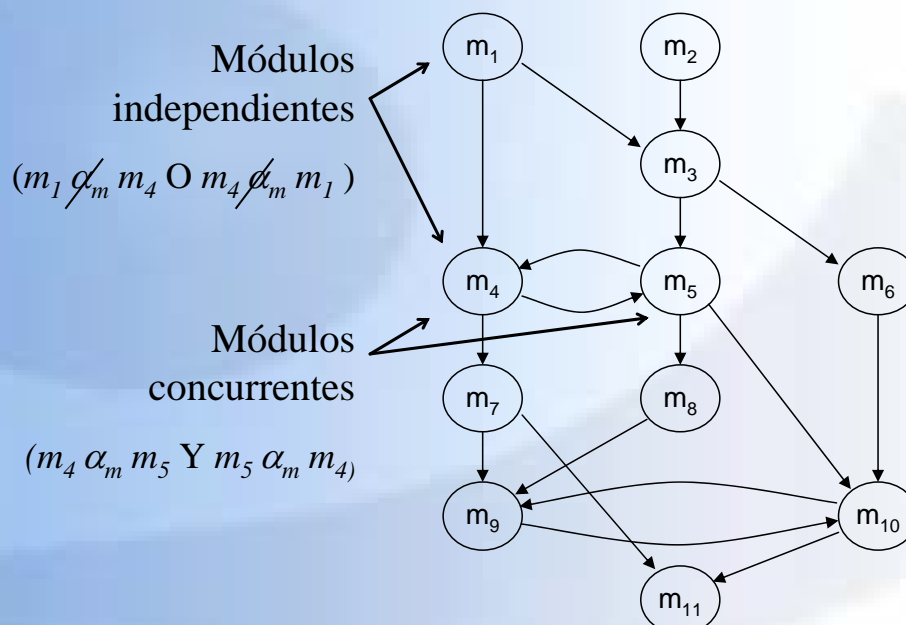 Módulos
independientes
(m₁ α̸ₘ m₄ O m₄ α̸ₘ m₁ )
Módulos
concurrentes
(m₄ αₘ m₅ Y m₅ αₘ m₄)
m₁
m₂
m₃
m₄
m₅
m₆
m₇
m₈
m₉
m₁₀
m₁₁